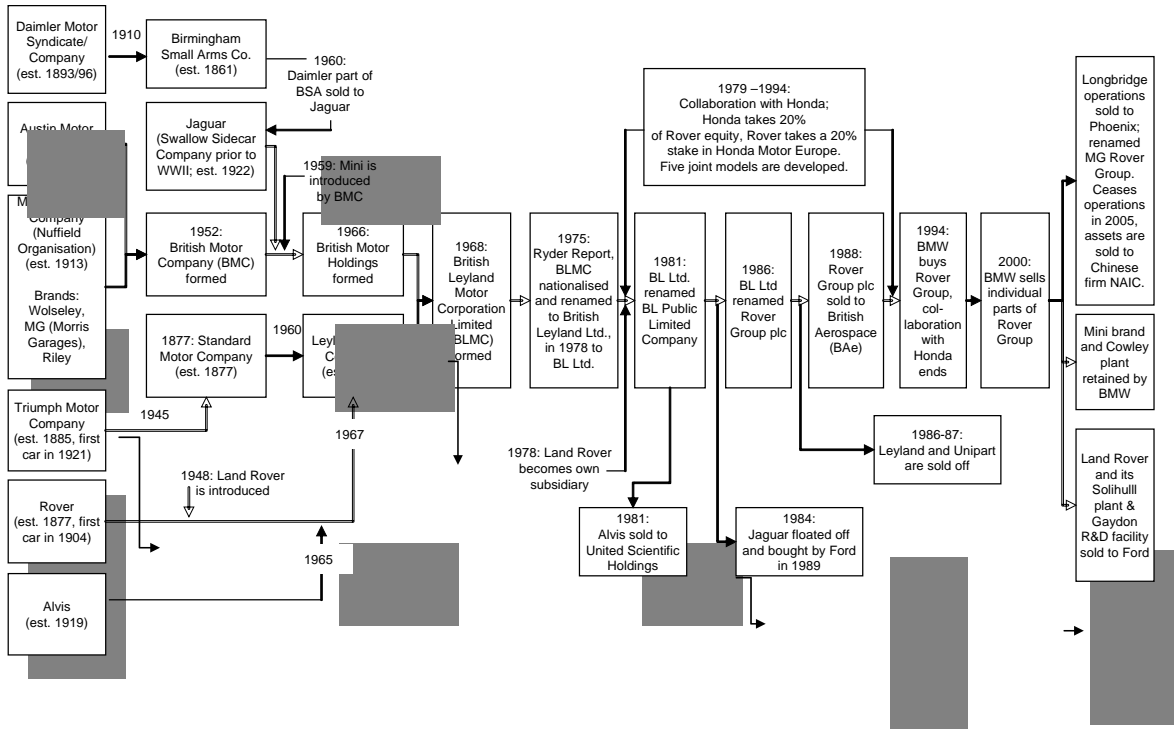 Daimler Motor
Syndicate/
Company
(est. 1893/96)
1910
Birmingham
Small Arms Co.
(est. 1861)
1960:
Daimler part of
BSA sold to
Jaguar
Austin Motor
Jaguar
(Swallow Sidecar
Company prior to
WWII; est. 1922)
1959: Mini is
introduced
by BMC
Company
(Nuffield
Organisation)
(est. 1913)
Brands:
Wolseley,
MG (Morris
Garages),
Riley
1952:
British Motor
Company (BMC)
formed
1966:
British Motor
Holdings
formed
1877: Standard
Motor Company
(est. 1877)
1960
Triumph Motor
Company
(est. 1885, first
car in 1921)
1945
1967
1948: Land Rover
is introduced
Rover
(est. 1877, first
car in 1904)
1965
Alvis
(est. 1919)
1968:
British
Leyland
Motor
Corporation
Limited
(BLMC)
formed
1975:
Ryder Report,
BLMC
nationalised
and renamed
to British
Leyland Ltd.,
in 1978 to
BL Ltd.
1979 –1994:
Collaboration with Honda;
Honda takes 20%
of Rover equity, Rover takes a 20%
stake in Honda Motor Europe.
Five joint models are developed.
1978: Land Rover
becomes own
subsidiary
1981:
BL Ltd.
renamed
BL Public
Limited
Company
1981:
Alvis sold to
United Scientific
Holdings
1986:
BL Ltd
renamed
Rover
Group plc
1984:
Jaguar floated off
and bought by Ford
in 1989
1988: Rover
Group plc
sold to
British
Aerospace
(BAe)
1986-87:
Leyland and Unipart
are sold off
1994:
BMW
buys
Rover
Group,
col-
laboration
with
Honda
ends
2000:
BMW sells
individual
parts of
Rover
Group
Longbridge
operations
sold to
Phoenix;
renamed
MG Rover
Group.
Ceases
operations
in 2005,
assets are
sold to
Chinese
firm NAIC.
Mini brand
and Cowley
plant
retained by
BMW
Land Rover
and its
Solihulll
plant &
Gaydon
R&D facility
sold to Ford